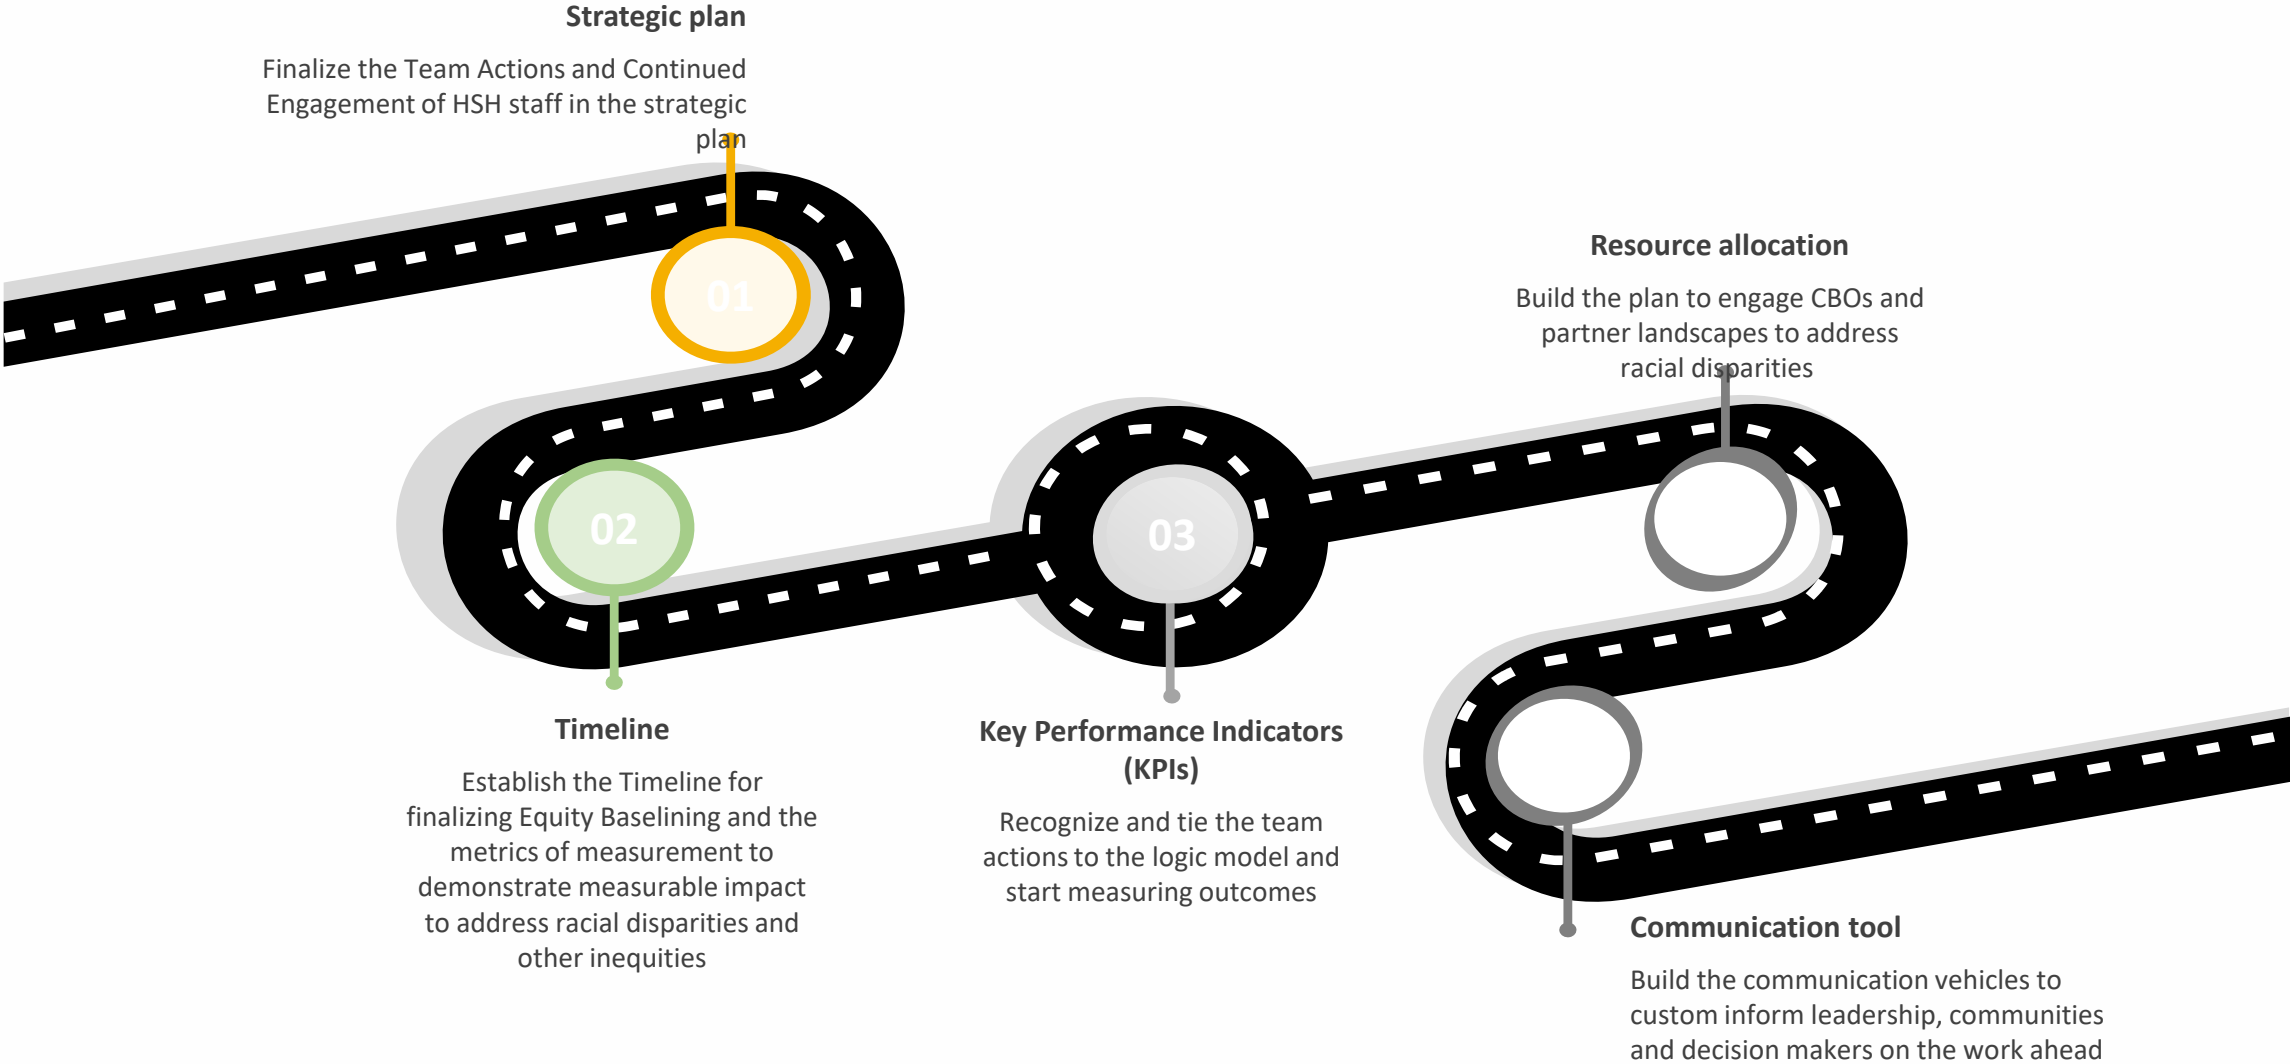 Strategic plan
Finalize the Team Actions and Continued
Engagement of HSH staff in the strategic
plan
01
Resource allocation
Build the plan to engage CBOs and
partner landscapes to address
racial disparities
02
03
Timeline
Establish the Timeline for
finalizing Equity Baselining and the
metrics of measurement to
demonstrate measurable impact
to address racial disparities and
other inequities
Key Performance Indicators
(KPIs)
Recognize and tie the team
actions to the logic model and
start measuring outcomes
Communication tool
Build the communication vehicles to
custom inform leadership, communities
and decision makers on the work ahead